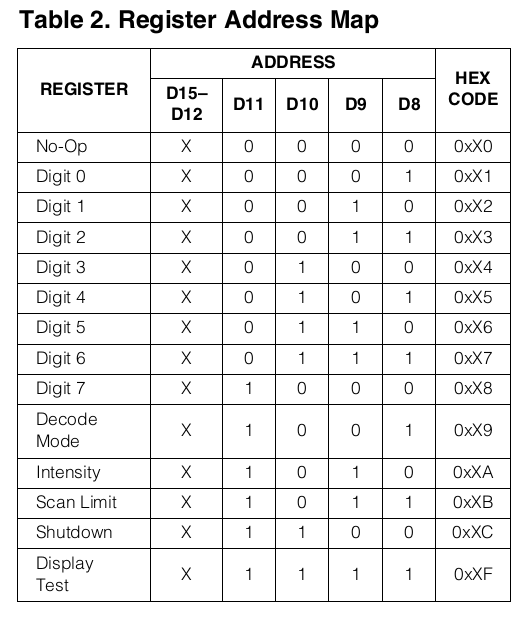 Table 2. Register Address Map
REGISTER ADDRESS HEX CODE
D15–D12 D11 D10 D9 D8
No-Op X 0 0 0 0 0xX0
Digit 0 X 0 0 0 1 0xX1
Digit 1 X 0 0 1 0 0xX2
Digit 2 X 0 0 1 1 0xX3
Digit 3 X 0 1 0 0 0xX4
Digit 4 X 0 1 0 1 0xX5
Digit 5 X 0 1 1 0 0xX6
Digit 6 X 0 1 1 1 0xX7
Digit 7 X 1 0 0 0 0xX8
Decode Mode X 1 0 0 1 0xX9
Intensity X 1 0 1 0 0xXA
Scan Limit X 1 0 1 1 0xXB
Shutdown X 1 1 0 0 0xXC
Display Test X 1 1 1 1 0xXF